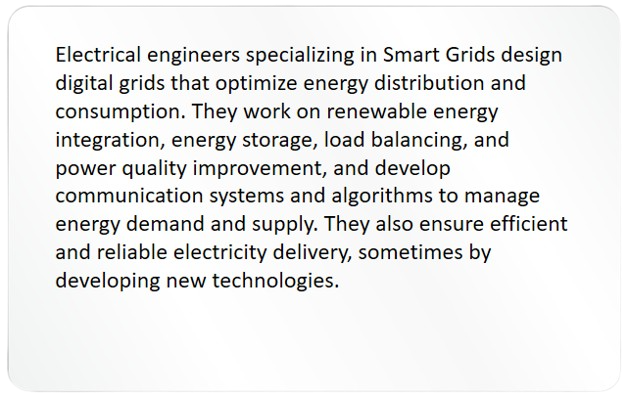 Electrical engineers specializing in Smart Grids design
digital grids that optimize energy distribution and
consumption. They work on renewable energy
integration, energy storage, load balancing, and
power quality improvement, and develop
communication systems and algorithms to manage
energy demand and supply. They also ensure efficient
and reliable electricity delivery, sometimes by
developing new technologies.